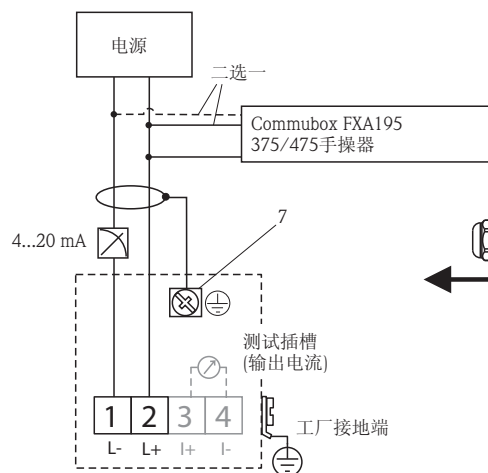 电源
二选一
Commubox FXA195
375/475手操器
7
4...20 mA
测试插槽
(输出电流)
1 2 3 4
L- L+ I+ I-
工厂接地端